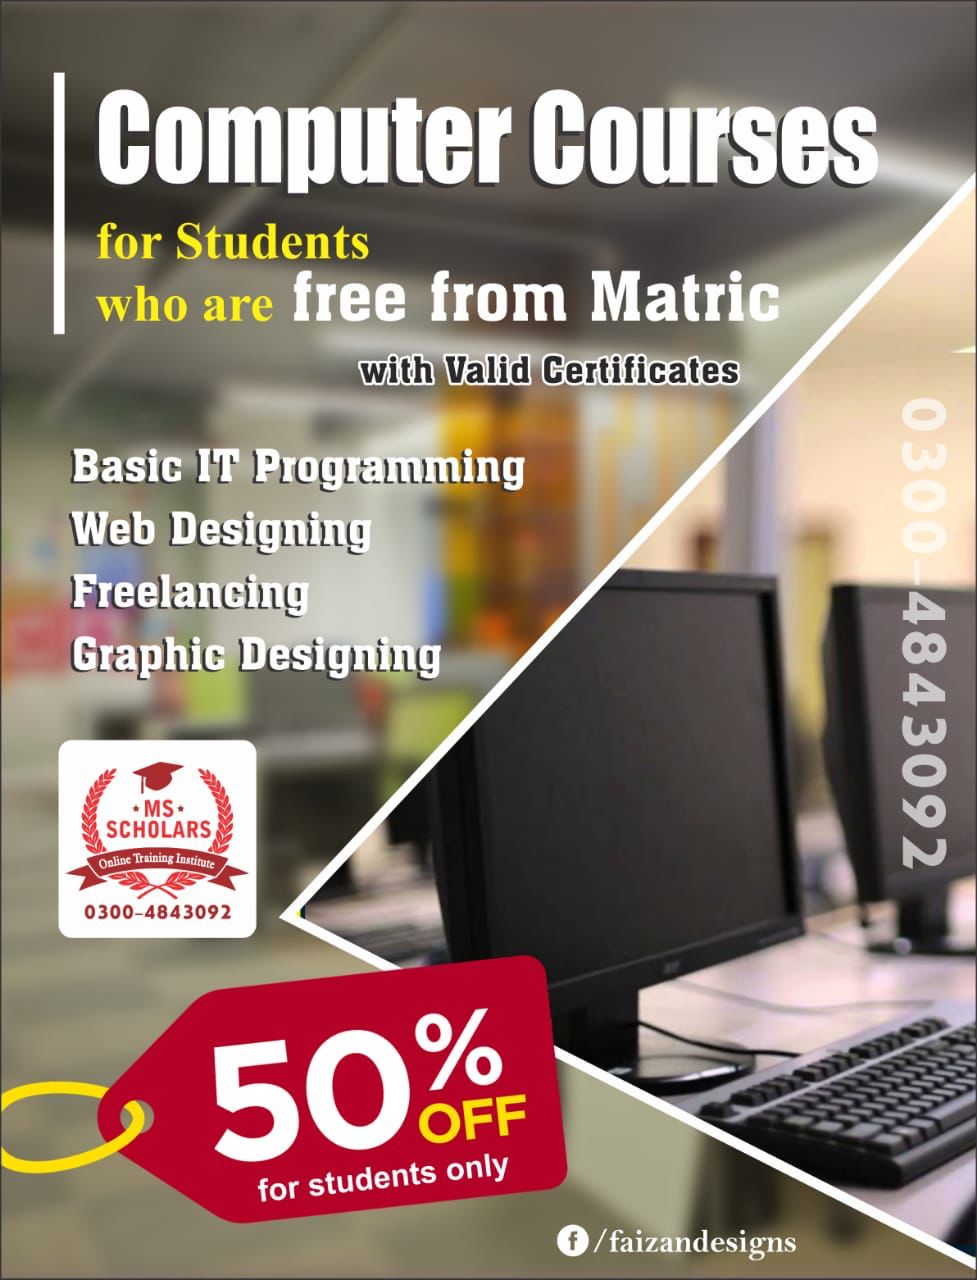 Computer Courses
for Students
who are free from Matric
with Valid Certificates
Basic IT Programming
Web Designing
Freelancing
Graphic Designing
0300-4843092
MS
SCHOLARS
Online Training Institute
0300-4843092
50% OFF
for students only
/faizandesigns